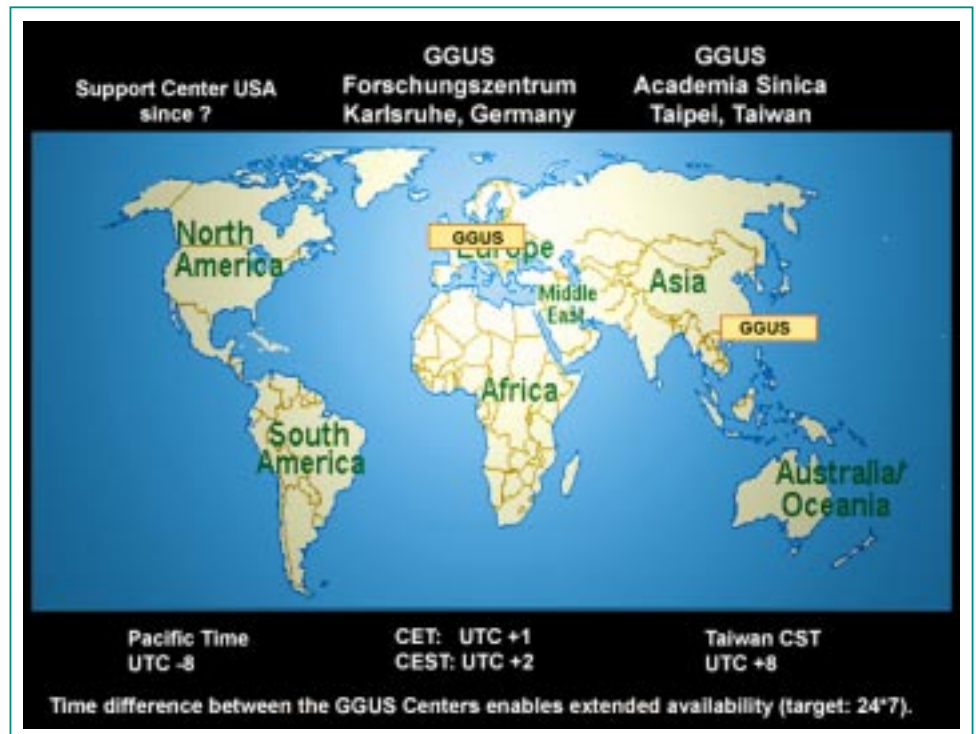 Support Center USA
since ?
GGUS
Forschungszentrum
Karlsruhe, Germany
GGUS
Academia Sinica
Taipei, Taiwan
North
America
GGUS
Europe
Middle
East
Asia
GGUS
Africa
South
America
Australia/
Oceania
Pacific Time
UTC -8
CET: UTC +1
CEST: UTC +2
Taiwan CST
UTC +8
Time difference between the GGUS Centers enables extended availability (target: 24*7).